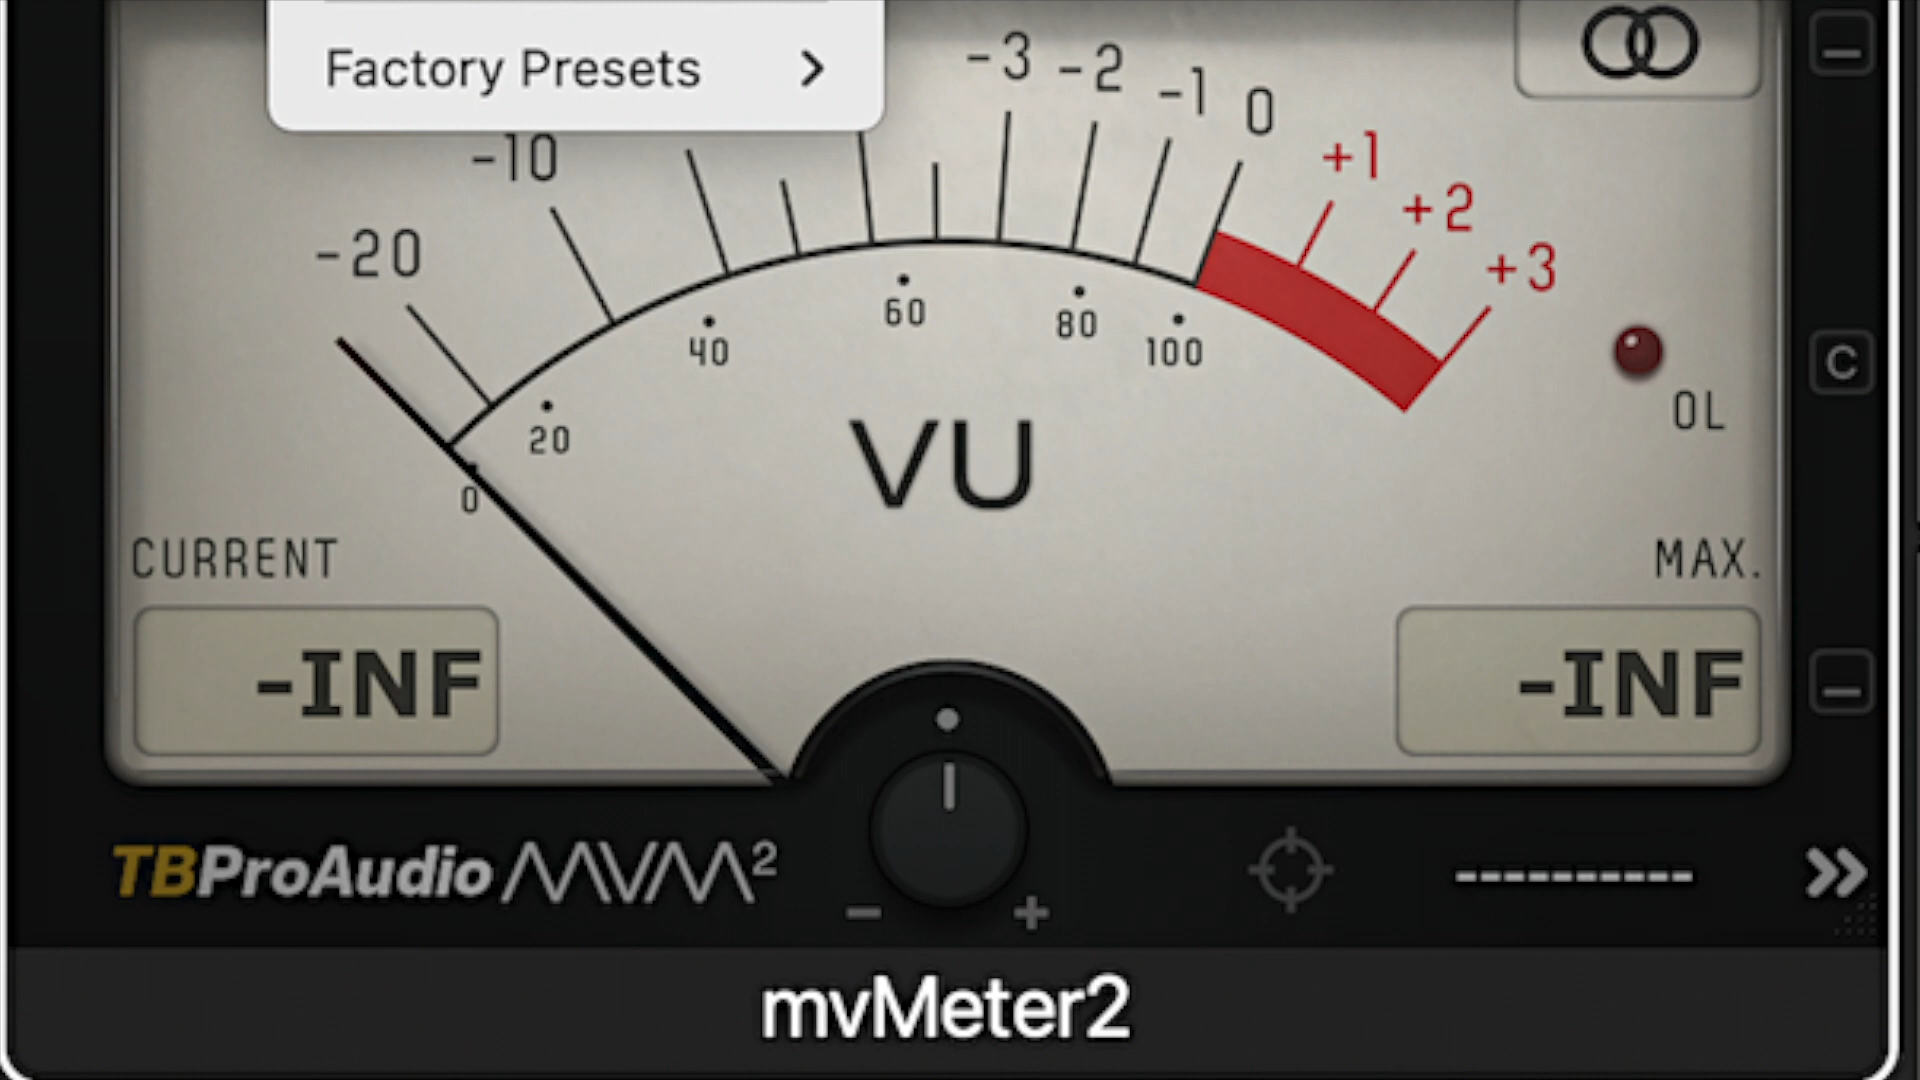 Factory Presets
-20
-10
-3
-2
-1
0
+1
+2
+3
0
20
40
60
80
100
VU
OL
C
CURRENT
MAX.
-INF
-INF
TBProAudio MVM²
- +
----------
mvMeter2